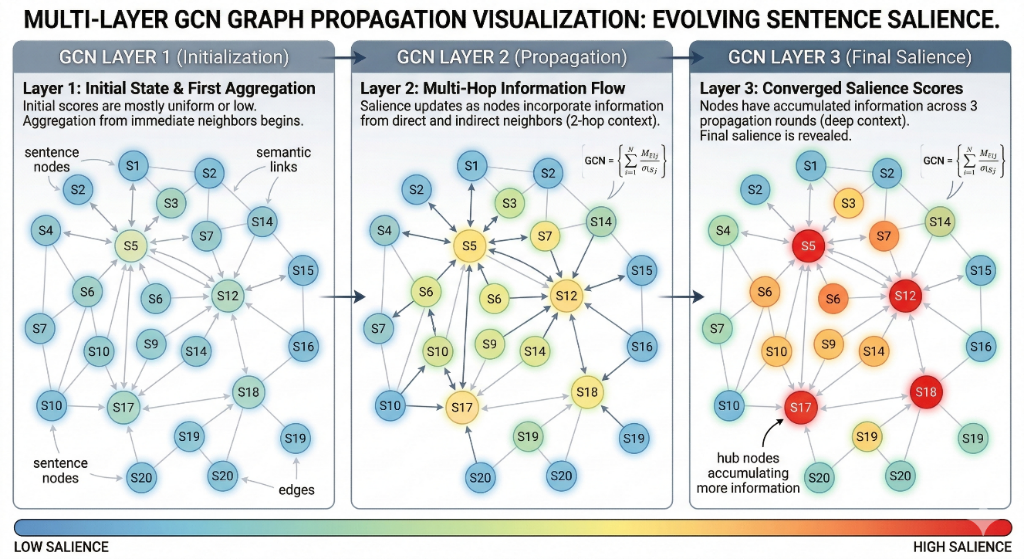 MULTI-LAYER GCN GRAPH PROPAGATION VISUALIZATION: EVOLVING SENTENCE SALIENCE.
GCN LAYER 1 (Initialization)
Layer 1: Initial State & First Aggregation
Initial scores are mostly uniform or low.
Aggregation from immediate neighbors begins.
sentence
nodes
semantic
links
S1
S2
S2
S3
S4
S14
S5
S7
S15
S6
S6
S12
S7
S10
S9
S14
S16
S10
S17
S18
S19
S19
S20
S20
sentence
nodes
edges
GCN LAYER 2 (Propagation)
Layer 2: Multi-Hop Information Flow
Salience updates as nodes incorporate information
from direct and indirect neighbors (2-hop context).
S1
S2
S2
S3
S4
S14
S5
S7
S15
S6
S6
S12
S7
S10
S9
S14
S16
S10
S17
S18
S19
S19
S20
S20
GCN LAYER 3 (Final Salience)
Layer 3: Converged Salience Scores
Nodes have accumulated information across 3
propagation rounds (deep context).
Final salience is revealed.
S1
S2
S2
S3
S4
S14
S5
S7
S15
S6
S6
S12
S7
S10
S9
S14
S16
S10
S17
S18
S19
S19
S20
S20
hub nodes
accumulating
more information
LOW SALIENCE
HIGH SALIENCE